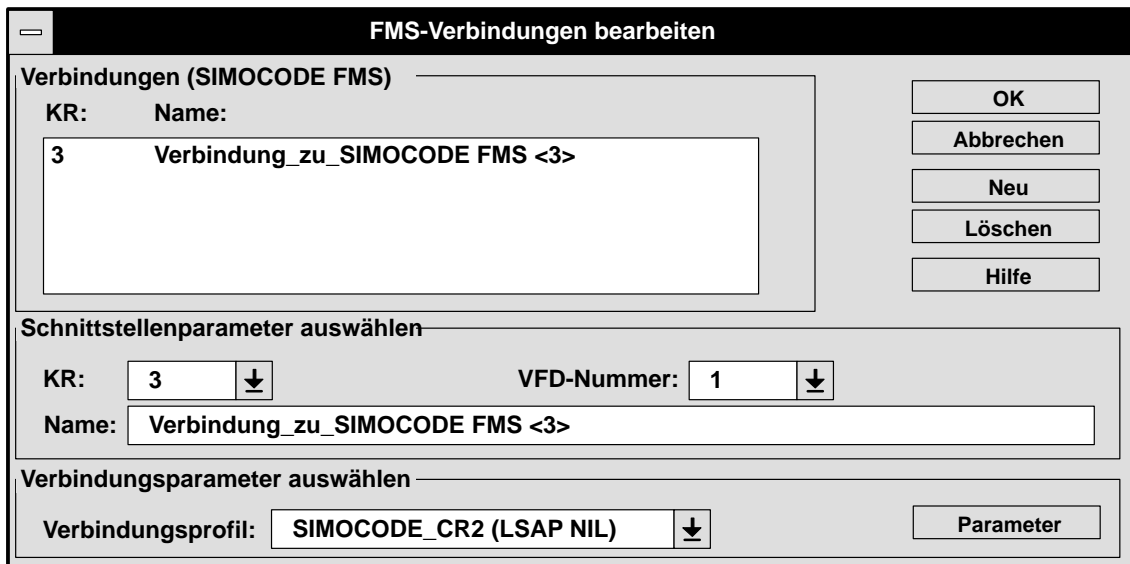 FMS-Verbindungen bearbeiten
Verbindungen (SIMOCODE FMS)
KR: Name:
3 Verbindung_zu_SIMOCODE FMS <3>
OK
Abbrechen
Neu
Löschen
Hilfe
Schnittstellenparameter auswählen
KR: 3 VFD-Nummer: 1
Name: Verbindung_zu_SIMOCODE FMS <3>
Verbindungsparameter auswählen
Verbindungsprofil: SIMOCODE_CR2 (LSAP NIL) Parameter